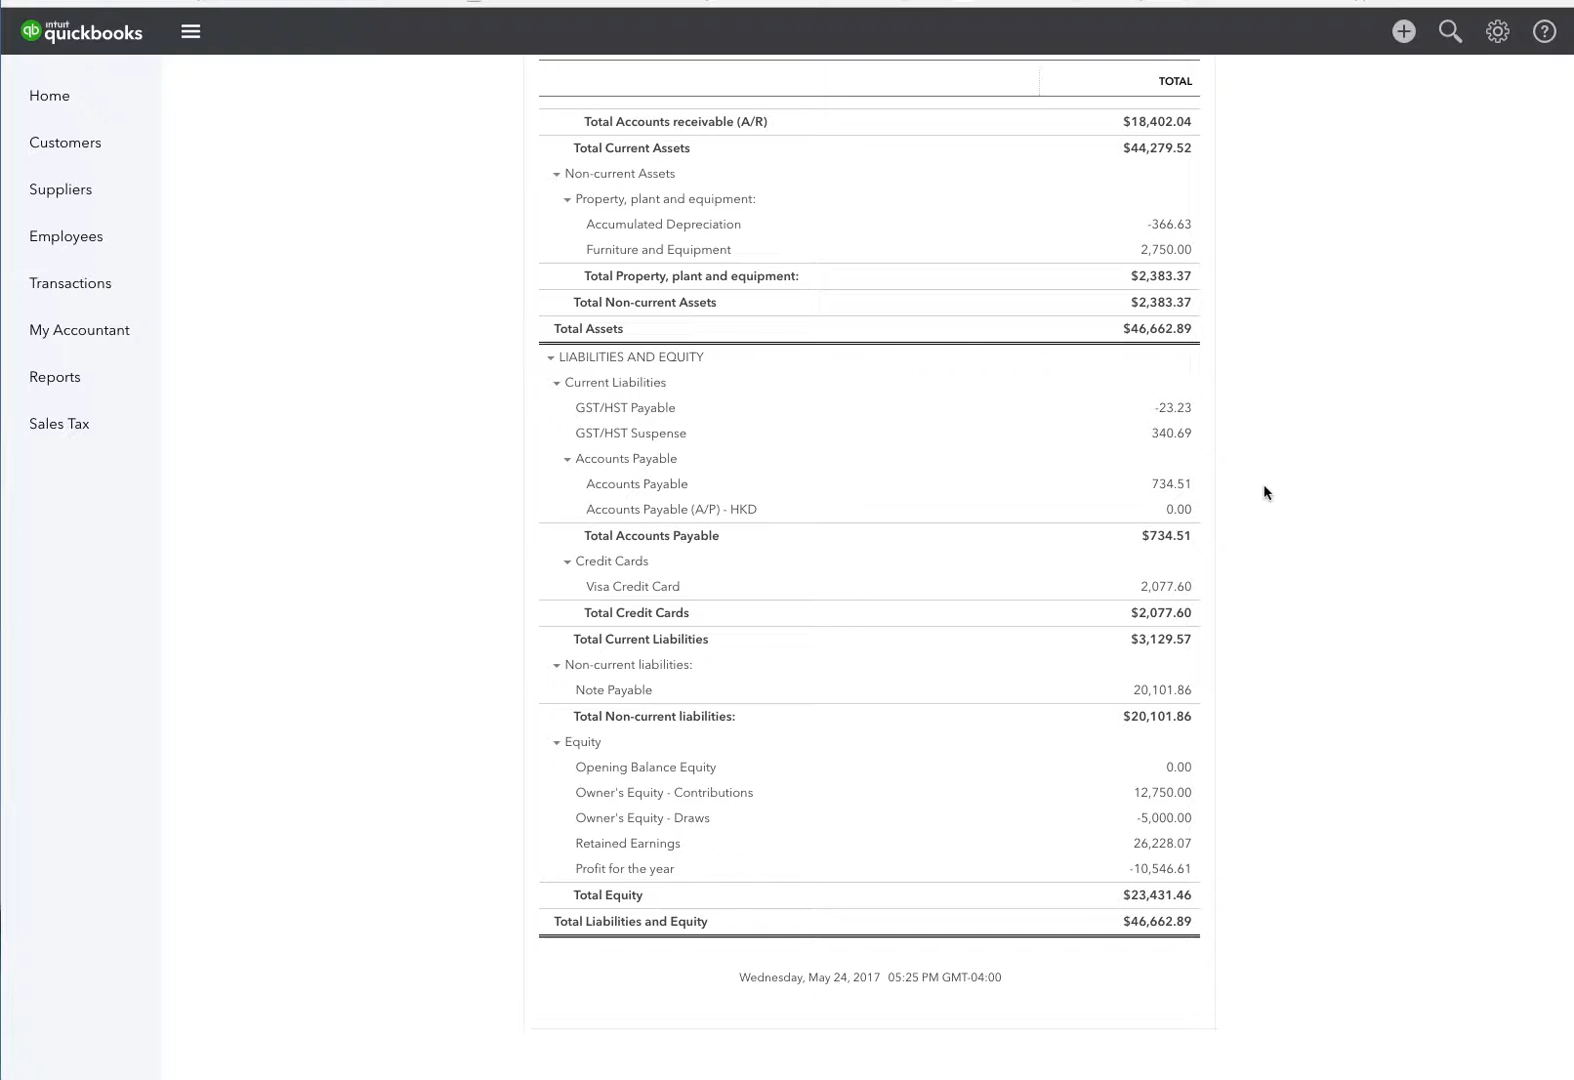 intuit
quickbooks
Home
Customers
Suppliers
Employees
Transactions
My Accountant
Reports
Sales Tax
TOTAL
Total Accounts receivable (A/R) $18,402.04
Total Current Assets $44,279.52
Non-current Assets
Property, plant and equipment:
Accumulated Depreciation -366.63
Furniture and Equipment 2,750.00
Total Property, plant and equipment: $2,383.37
Total Non-current Assets $2,383.37
Total Assets $46,662.89
LIABILITIES AND EQUITY
Current Liabilities
GST/HST Payable -23.23
GST/HST Suspense 340.69
Accounts Payable
Accounts Payable 734.51
Accounts Payable (A/P) - HKD 0.00
Total Accounts Payable $734.51
Credit Cards
Visa Credit Card 2,077.60
Total Credit Cards $2,077.60
Total Current Liabilities $3,129.57
Non-current liabilities:
Note Payable 20,101.86
Total Non-current liabilities: $20,101.86
Equity
Opening Balance Equity 0.00
Owner's Equity - Contributions 12,750.00
Owner's Equity - Draws -5,000.00
Retained Earnings 26,228.07
Profit for the year -10,546.61
Total Equity $23,431.46
Total Liabilities and Equity $46,662.89
Wednesday, May 24, 2017 05:25 PM GMT-04:00